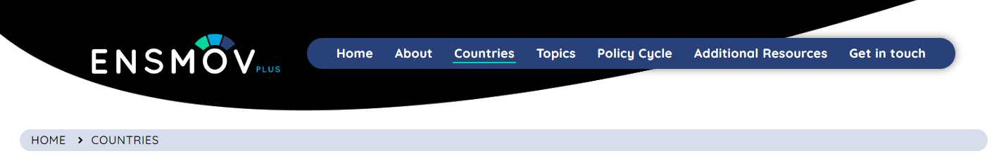 ENSMOV PLUS
Home About Countries Topics Policy Cycle Additional Resources Get in touch
HOME > COUNTRIES